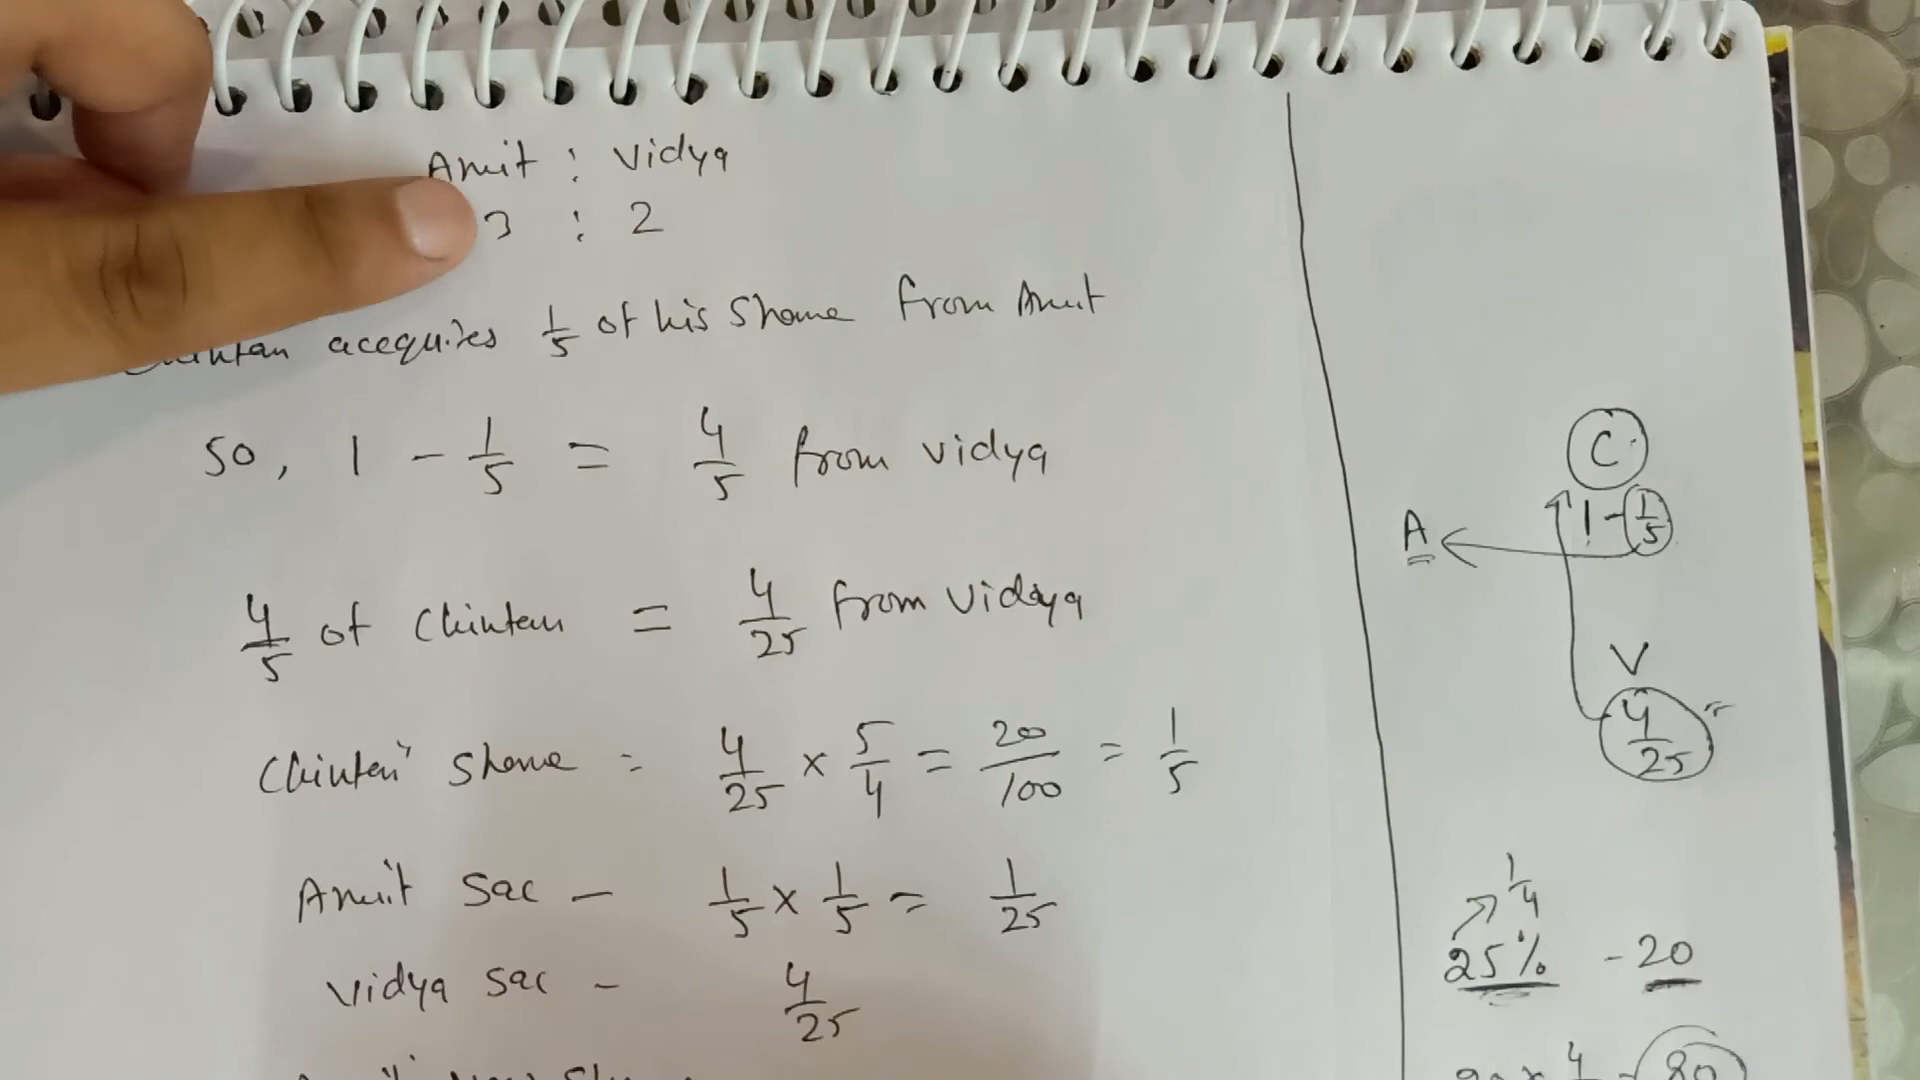 Amit : Vidya
3 : 2
acequires 1/5 of his Share from Amit
So, 1 - 1/5 = 4/5 from vidya
4/5 of Chintan = 4/25 from Vidya
Chintan' Share = 4/25 x 5/4 = 20/100 = 1/5
Amit Sac - 1/5 x 1/5 = 1/25
Vidya Sac - 4/25
C
1 - 1/5
A
V
4/25
1/4
25% - 20
80